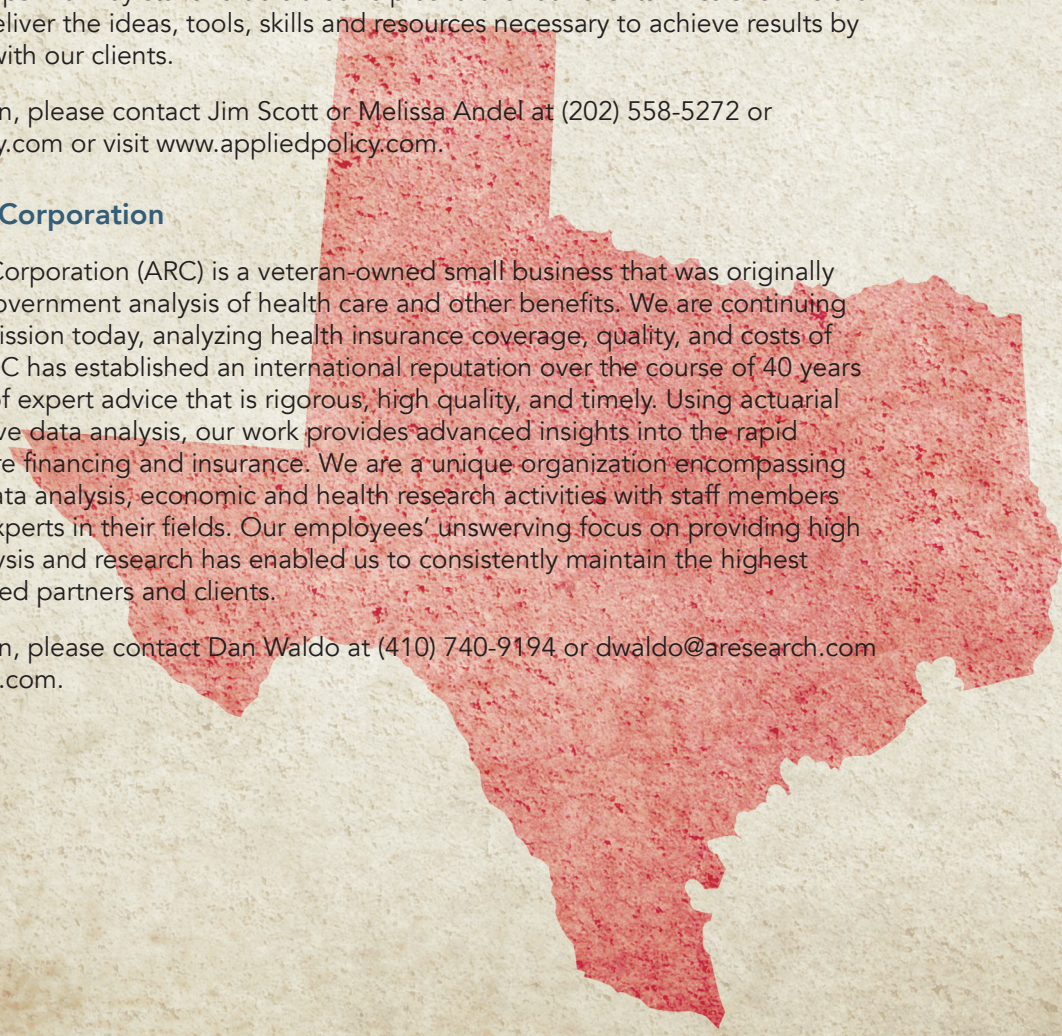 eliver the ideas, tools, skills and resources necessary to achieve results by
with our clients.
n, please contact Jim Scott or Melissa Andel at (202) 558-5272 or
y.com or visit www.appliedpolicy.com.
Corporation
Corporation (ARC) is a veteran-owned small business that was originally
overnment analysis of health care and other benefits. We are continuing
ission today, analyzing health insurance coverage, quality, and costs of
C has established an international reputation over the course of 40 years
of expert advice that is rigorous, high quality, and timely. Using actuarial
ve data analysis, our work provides advanced insights into the rapid
re financing and insurance. We are a unique organization encompassing
ata analysis, economic and health research activities with staff members
xperts in their fields. Our employees’ unswerving focus on providing high
ysis and research has enabled us to consistently maintain the highest
ed partners and clients.
n, please contact Dan Waldo at (410) 740-9194 or dwaldo@aresearch.com
.com.